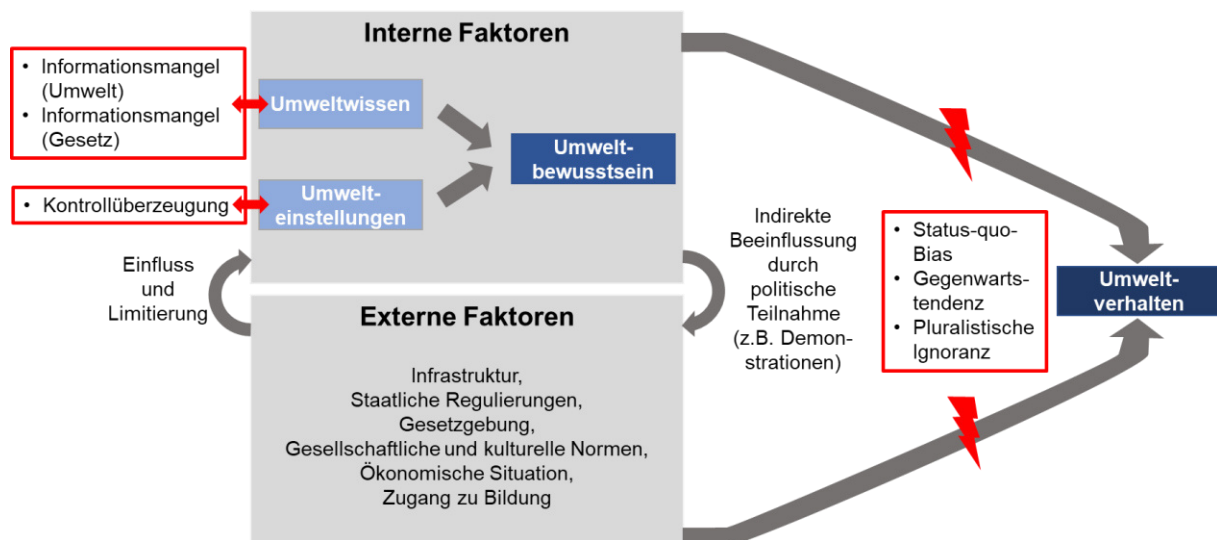 Interne Faktoren
• Informationsmangel
(Umwelt)
• Informationsmangel
(Gesetz)
Umweltwissen
Umwelt-
bewusstsein
• Kontrollüberzeugung
Umwelt-
einstellungen
Einfluss
und
Limitierung
Indirekte
Beeinflussung
durch
politische
Teilnahme
(z.B. Demon-
strationen)
• Status-quo-
Bias
• Gegenwarts-
tendenz
• Pluralistische
Ignoranz
Umwelt-
verhalten
Externe Faktoren
Infrastruktur,
Staatliche Regulierungen,
Gesetzgebung,
Gesellschaftliche und kulturelle Normen,
Ökonomische Situation,
Zugang zu Bildung